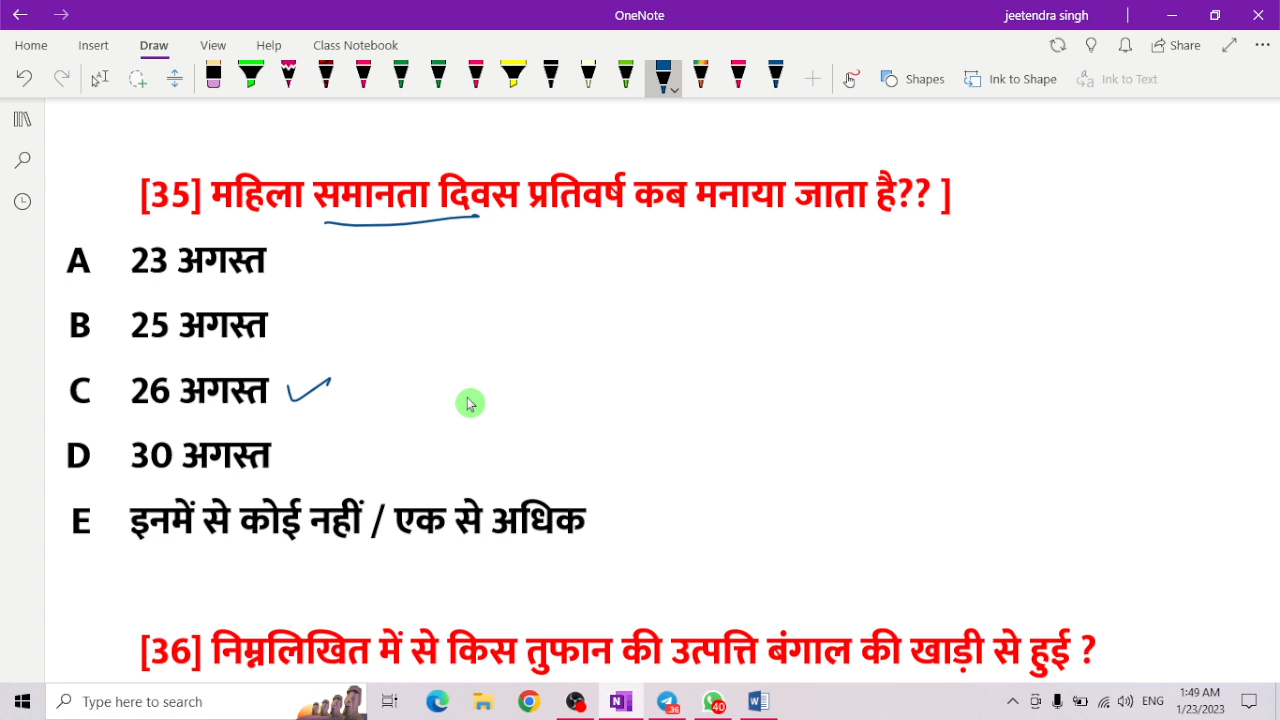 OneNote
jeetendra singh
Home Insert Draw View Help Class Notebook
Share
Shapes Ink to Shape Ink to Text
[35] महिला समानता दिवस प्रतिवर्ष कब मनाया जाता है?? ]
A 23 अगस्त
B 25 अगस्त
C 26 अगस्त
D 30 अगस्त
E इनमें से कोई नहीं / एक से अधिक
[36] निम्नलिखित में से किस तुफान की उत्पत्ति बंगाल की खाड़ी से हुई ?
Type here to search
36
40
ENG
1:49 AM
1/23/2023